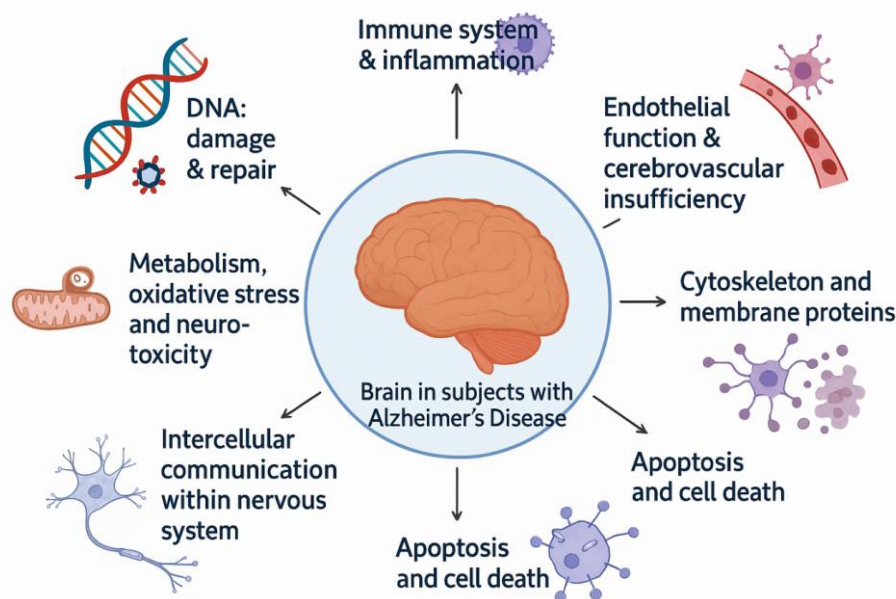 Immune system
& inflammation
DNA:
damage
& repair
Endothelial
function &
cerebrovascular
insufficiency
Metabolism,
oxidative stress
and neuro-
toxicity
Cytoskeleton and
membrane proteins
Brain in subjects with
Alzheimer's Disease
Intercellular
communication
within nervous
system
Apoptosis
and cell death
Apoptosis
and cell death